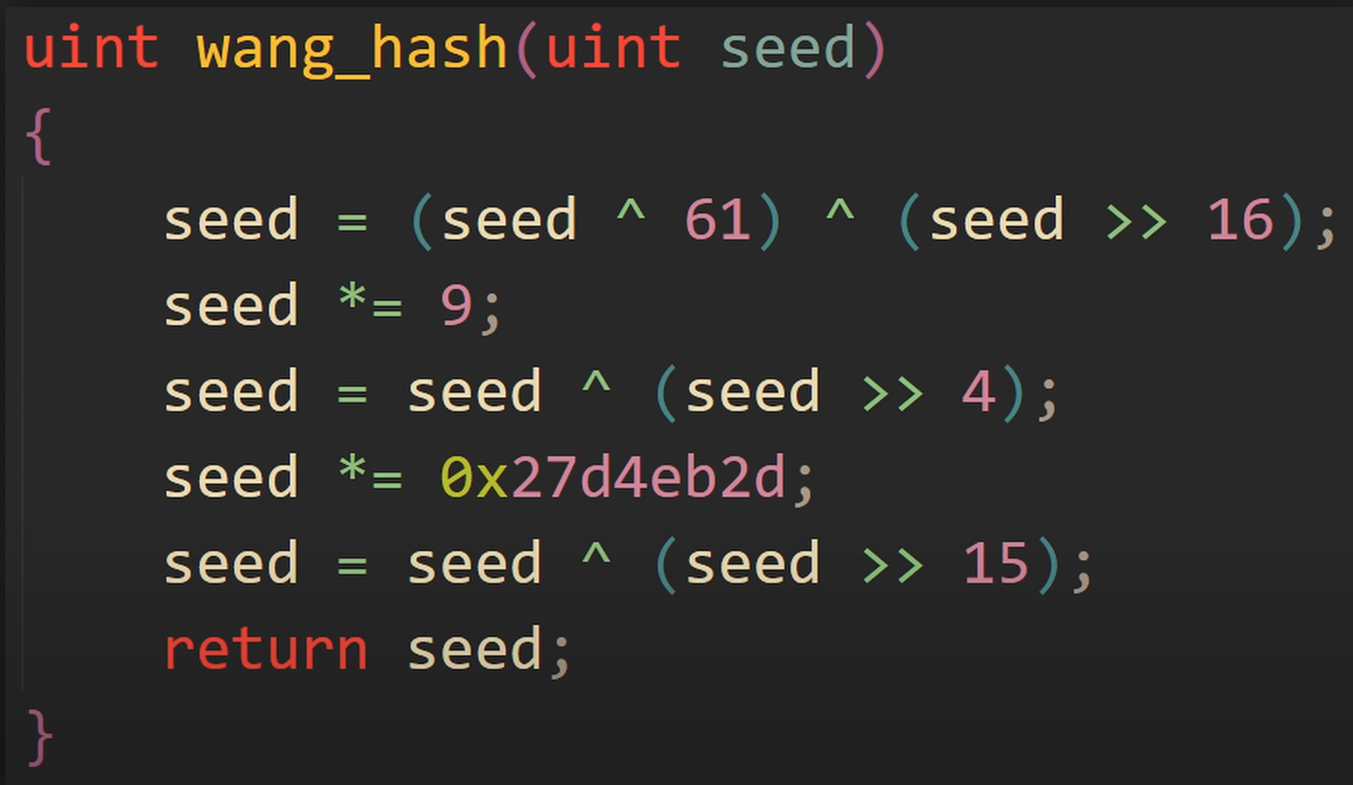 uint wang_hash(uint seed)
{
    seed = (seed ^ 61) ^ (seed >> 16);
    seed *= 9;
    seed = seed ^ (seed >> 4);
    seed *= 0x27d4eb2d;
    seed = seed ^ (seed >> 15);
    return seed;
}